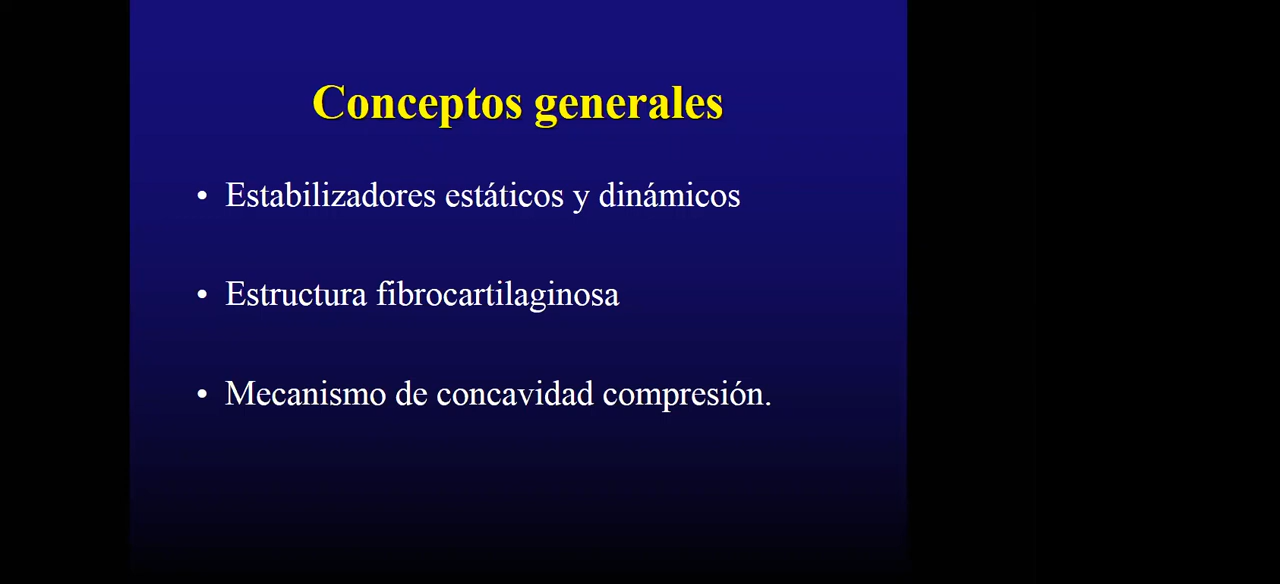 Conceptos generales
• Estabilizadores estáticos y dinámicos
• Estructura fibrocartilaginosa
• Mecanismo de concavidad compresión.